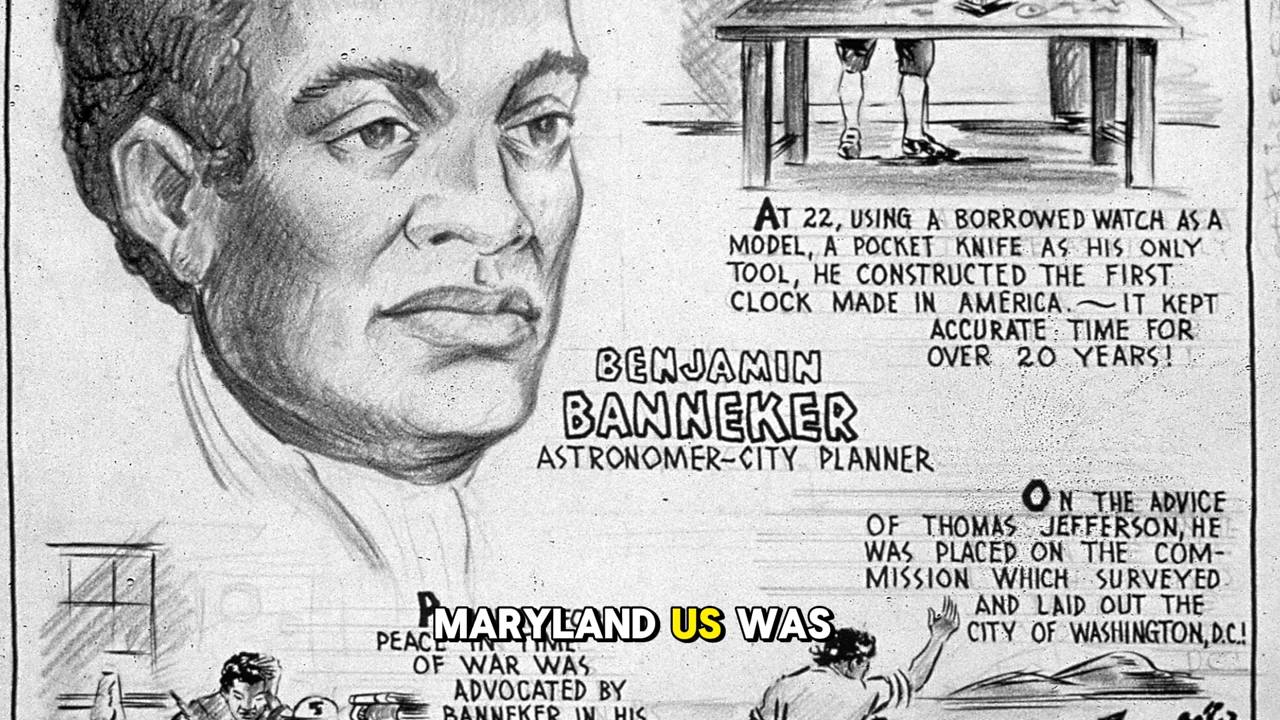 AT 22, USING A BORROWED WATCH AS A
MODEL, A POCKET KNIFE AS HIS ONLY
TOOL, HE CONSTRUCTED THE FIRST
CLOCK MADE IN AMERICA.~IT KEPT
ACCURATE TIME FOR
OVER 20 YEARS!
BENJAMIN
BANNEKER
ASTRONOMER-CITY PLANNER
ON THE ADVICE
OF THOMAS JEFFERSON, HE
WAS PLACED ON THE COM-
MISSION WHICH SURVEYED
AND LAID OUT THE
CITY OF WASHINGTON, D.C.!
MARYLAND US WAS
PEACE IN TIME
OF WAR WAS
ADVOCATED BY
BANNEKER IN HIS